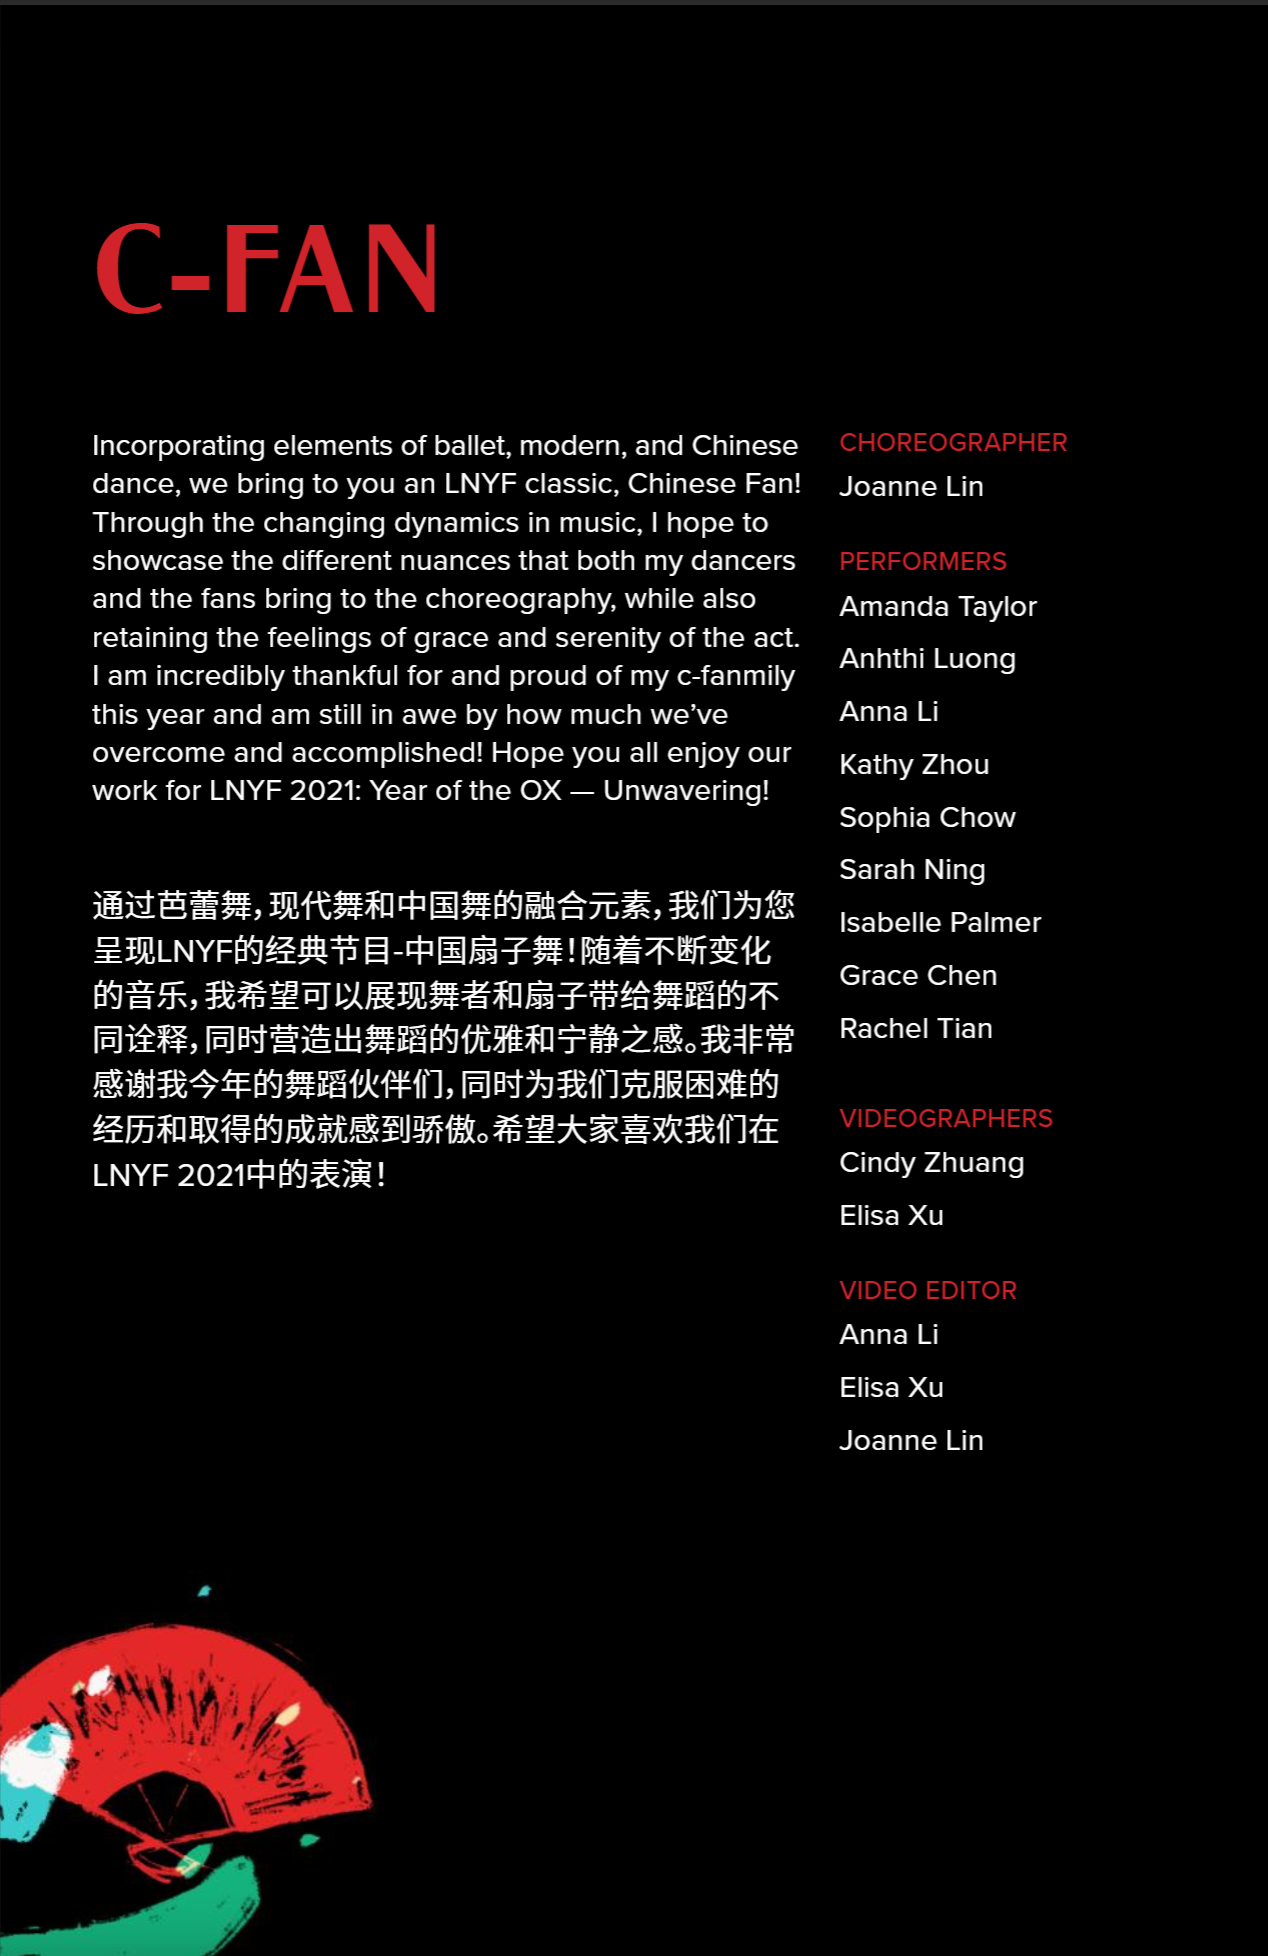 C-FAN
Incorporating elements of ballet, modern, and Chinese
dance, we bring to you an LNYF classic, Chinese Fan!
Through the changing dynamics in music, I hope to
showcase the different nuances that both my dancers
and the fans bring to the choreography, while also
retaining the feelings of grace and serenity of the act.
I am incredibly thankful for and proud of my c-fanmily
this year and am still in awe by how much we’ve
overcome and accomplished! Hope you all enjoy our
work for LNYF 2021: Year of the OX — Unwavering!
通过芭蕾舞，现代舞和中国舞的融合元素，我们为您
呈现LNYF的经典节目-中国扇子舞！随着不断变化
的音乐，我希望可以展现舞者和扇子带给舞蹈的不
同诠释，同时营造出舞蹈的优雅和宁静之感。我非常
感谢我今年的舞蹈伙伴们，同时为我们克服困难的
经历和取得的成就感到骄傲。希望大家喜欢我们在
LNYF 2021中的表演！
CHOREOGRAPHER
Joanne Lin
PERFORMERS
Amanda Taylor
Anhthi Luong
Anna Li
Kathy Zhou
Sophia Chow
Sarah Ning
Isabelle Palmer
Grace Chen
Rachel Tian
VIDEOGRAPHERS
Cindy Zhuang
Elisa Xu
VIDEO EDITOR
Anna Li
Elisa Xu
Joanne Lin